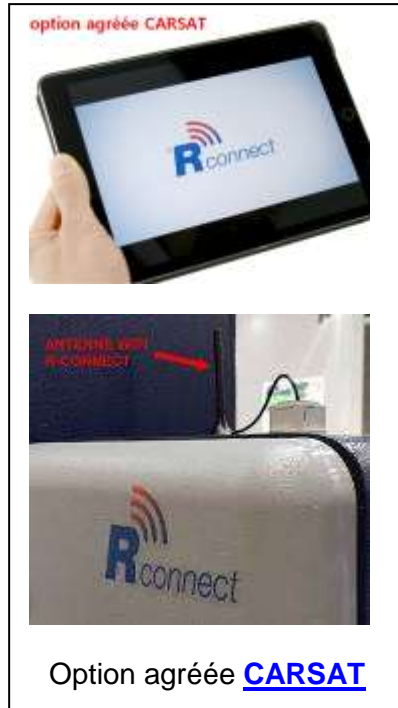 option agréée CARSAT
R connect
ANTENNE WIFI
R-CONNECT
R connect
Option agréée CARSAT